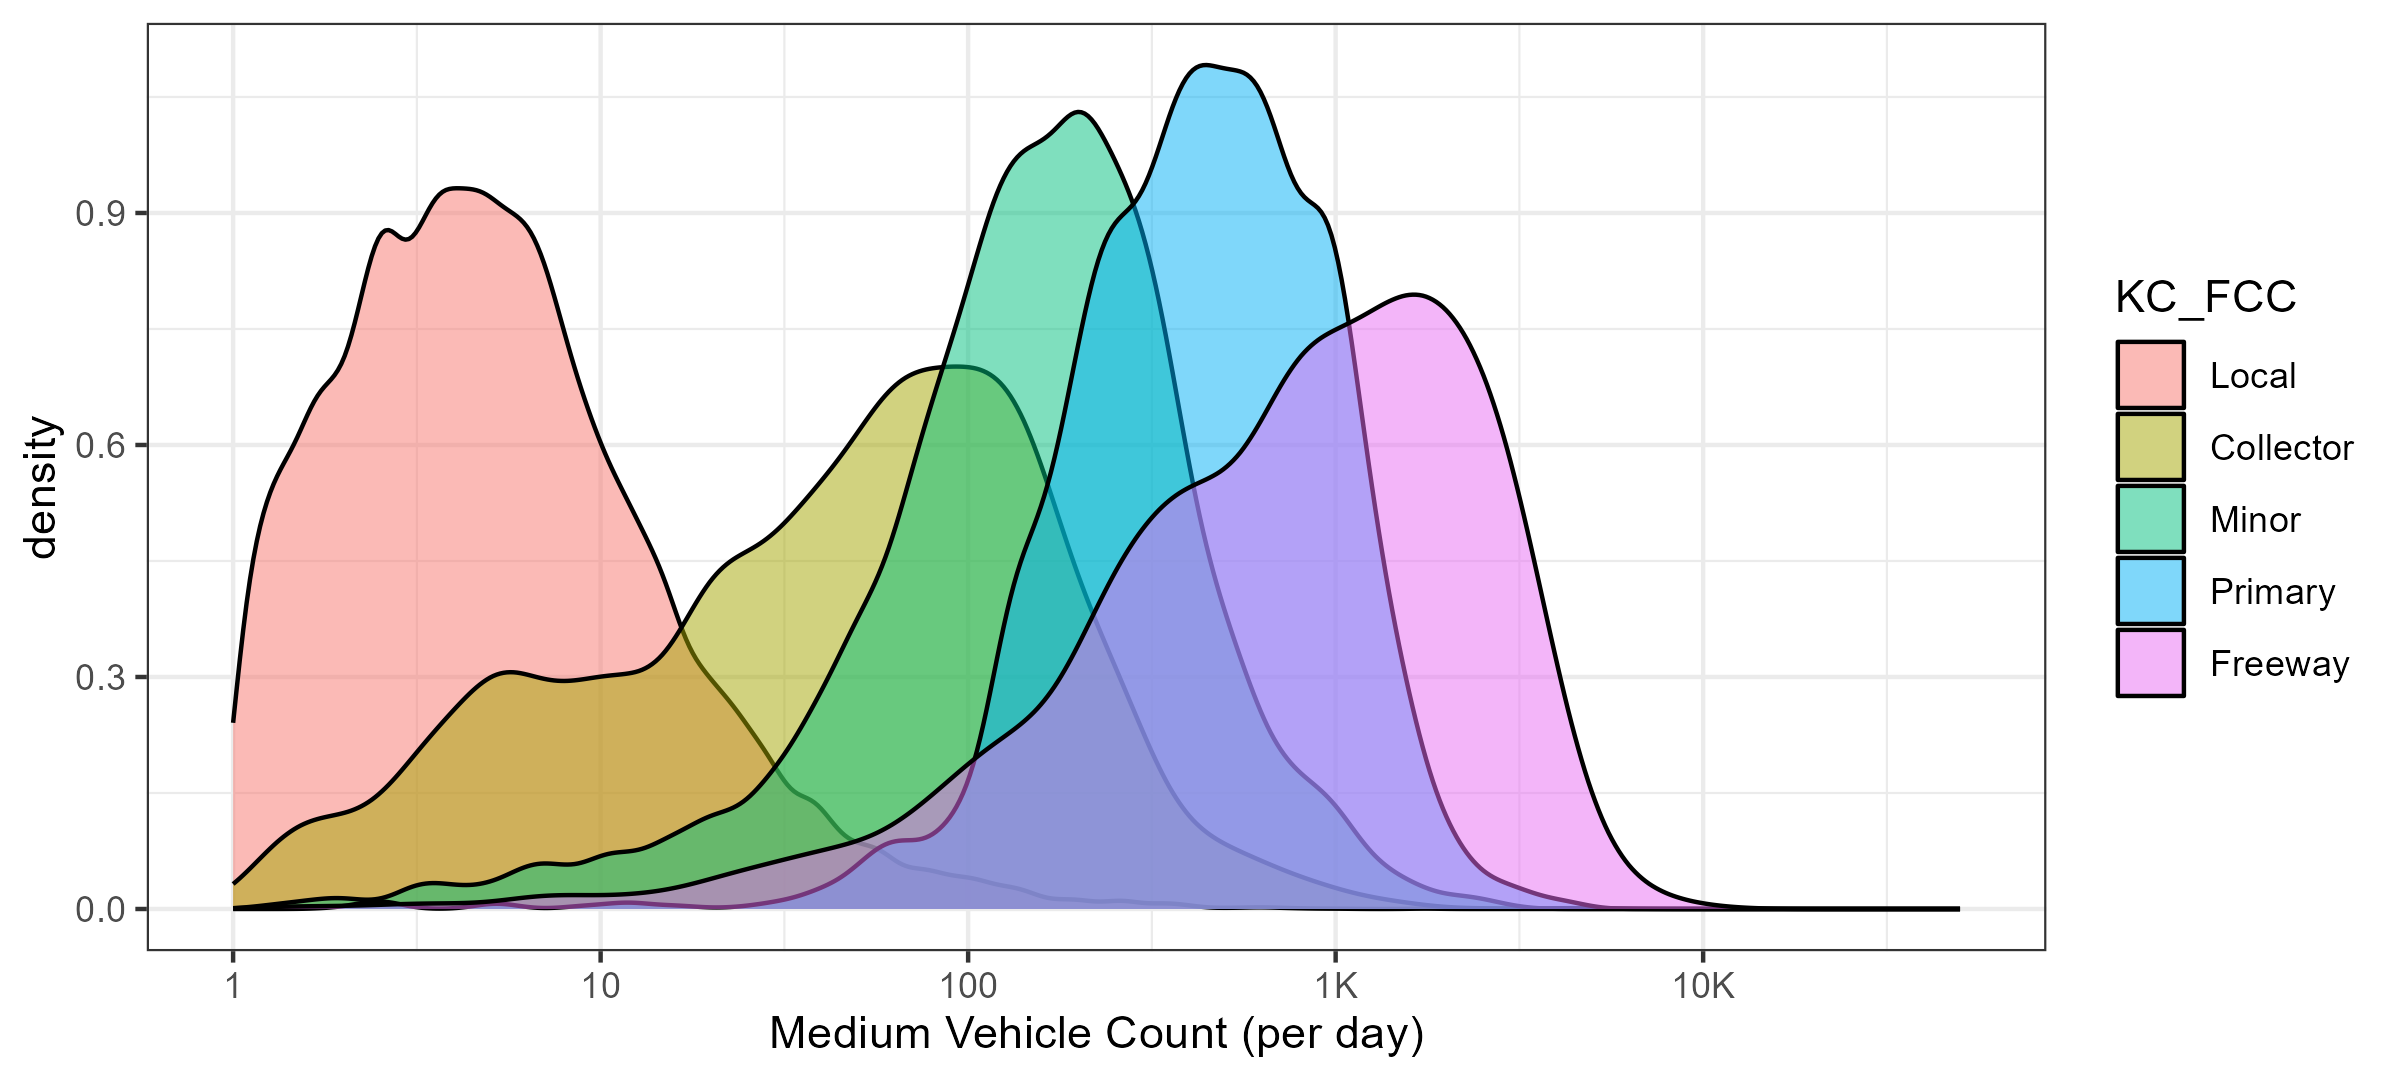 density
0.9
0.6
0.3
0.0
1
10
100
1K
10K
Medium Vehicle Count (per day)
KC_FCC
Local
Collector
Minor
Primary
Freeway